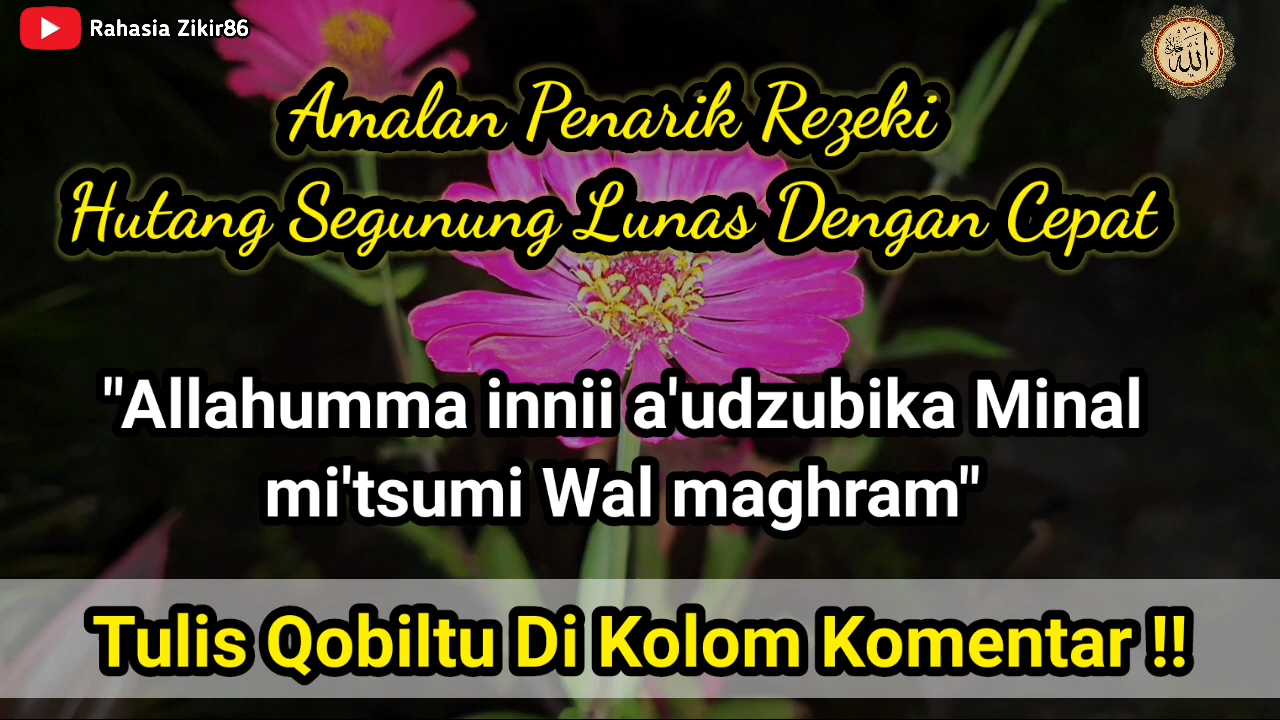 Rahasia Zikir86
الله
Amalan Penarik Rezeki
Hutang Segunung Lunas Dengan Cepat
"Allahumma innii a'udzubika Minal
mi'tsumi Wal maghram"
Tulis Qobiltu Di Kolom Komentar !!